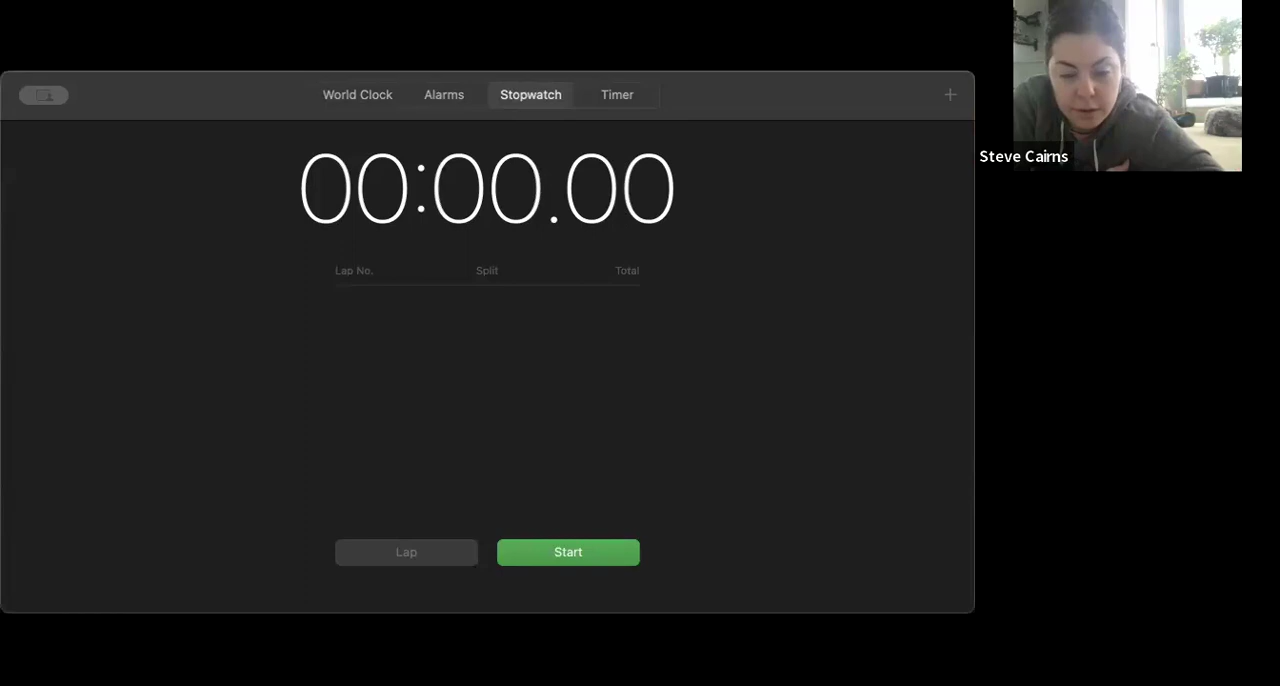 World Clock Alarms Stopwatch Timer
00:00.00
Lap No. Split Total
Lap Start
Steve Cairns